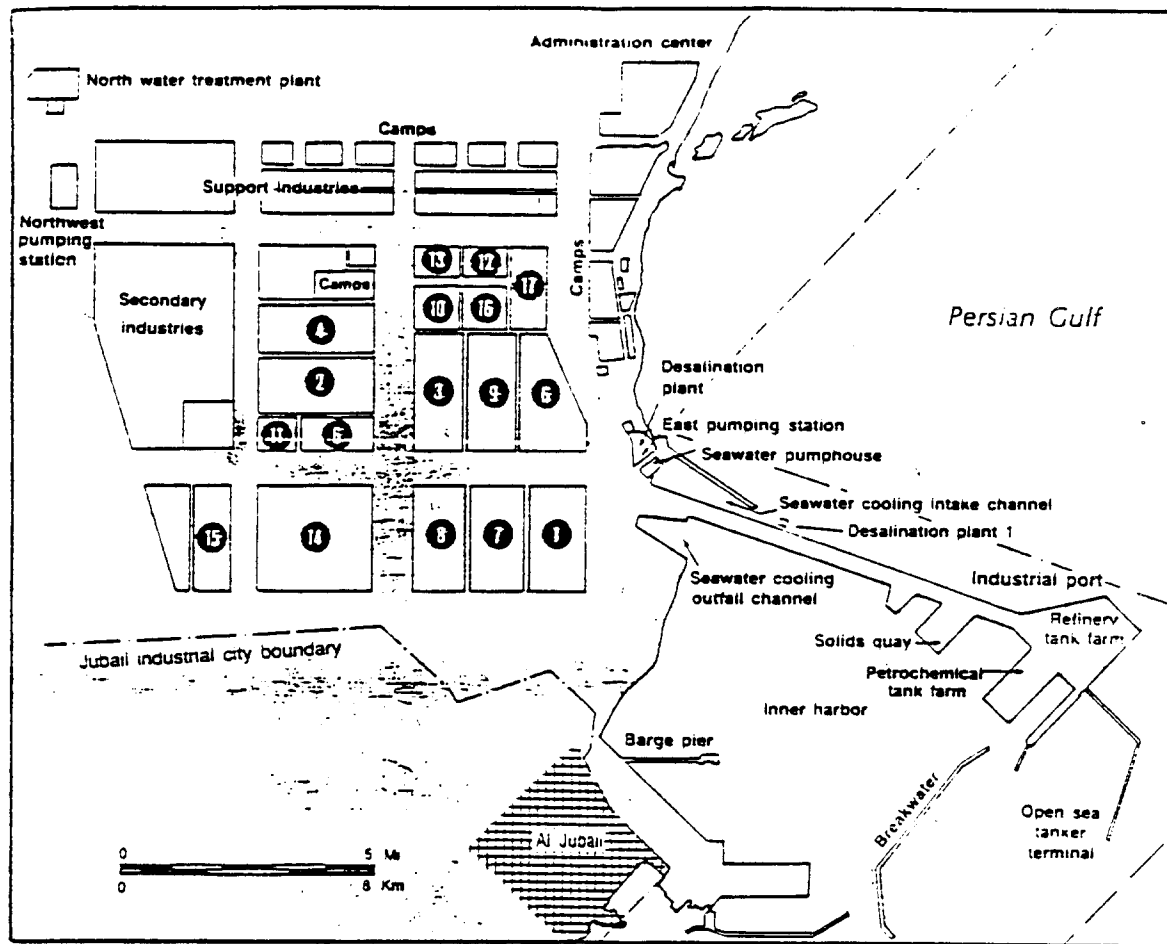 Administration center
North water treatment plant
Camps
Support industries
Northwest
pumping
station
13
12
17
Camps
Camps
Secondary
industries
10
16
4
Persian Gulf
2
3
9
6
Desalination
plant
11
East pumping station
Seawater pumphouse
Seawater cooling intake channel
Desalination plant 1
15
14
8
7
1
Seawater cooling
outfall channel
Industrial port
Refinery
tank farm
Solids quay
Jubail industrial city boundary
Petrochemical
tank farm
Inner harbor
Barge pier
Breakwater
Open sea
tanker
terminal
Al Jubail
0 5 Mi
0 8 Km